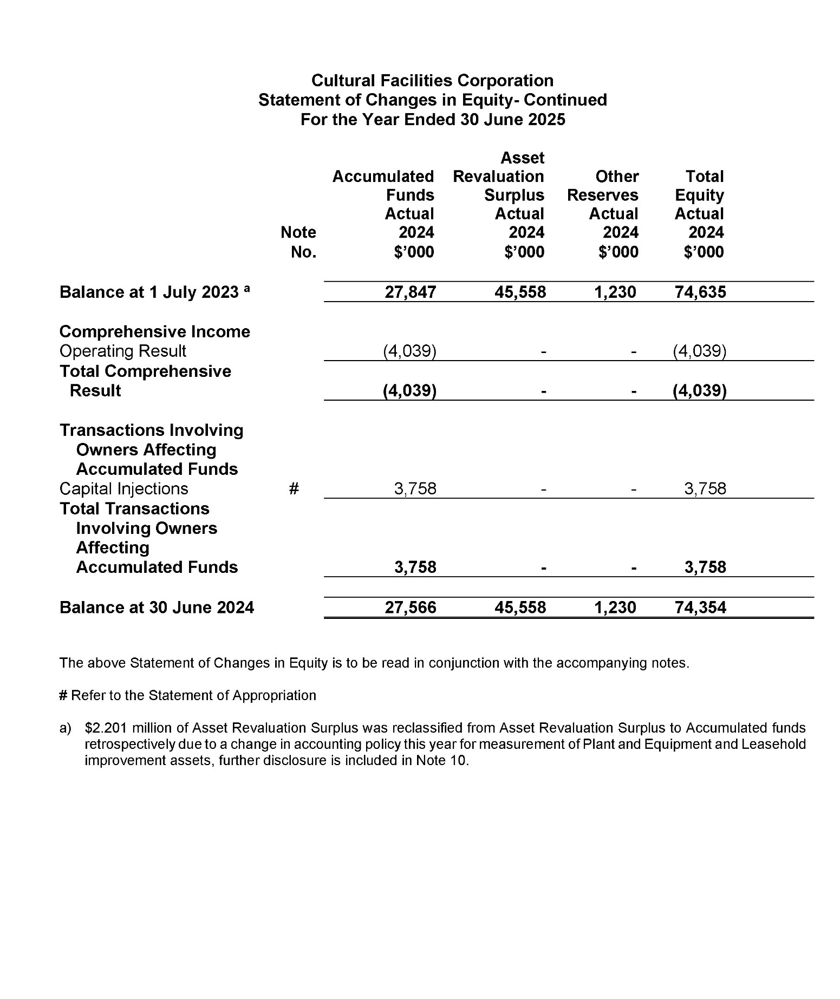 Cultural Facilities Corporation
Statement of Changes in Equity- Continued
For the Year Ended 30 June 2025
Asset
Accumulated Revaluation Other Total
Funds Surplus Reserves Equity
Actual Actual Actual Actual
Note 2024 2024 2024 2024
No. $’000 $’000 $’000 $’000
Balance at 1 July 2023 a 27,847 45,558 1,230 74,635
Comprehensive Income
Operating Result (4,039) - - (4,039)
Total Comprehensive
Result (4,039) - - (4,039)
Transactions Involving
Owners Affecting
Accumulated Funds
Capital Injections # 3,758 - - 3,758
Total Transactions
Involving Owners
Affecting
Accumulated Funds 3,758 - - 3,758
Balance at 30 June 2024 27,566 45,558 1,230 74,354
The above Statement of Changes in Equity is to be read in conjunction with the accompanying notes.
# Refer to the Statement of Appropriation
a) $2.201 million of Asset Revaluation Surplus was reclassified from Asset Revaluation Surplus to Accumulated funds
retrospectively due to a change in accounting policy this year for measurement of Plant and Equipment and Leasehold
improvement assets, further disclosure is included in Note 10.